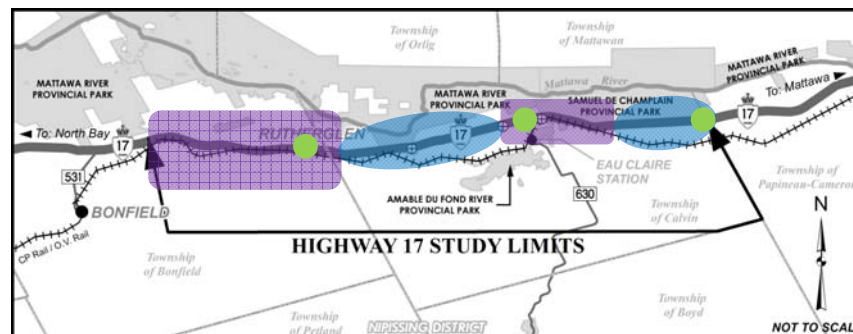 Township
of Orlig
Township
of Mattawan
MATTAWA RIVER
PROVINCIAL PARK
MATTAWA RIVER
PROVINCIAL PARK
MATTAWA RIVER
PROVINCIAL PARK
Mattawa River
To: Mattawa
SAMUEL DE CHAMPLAIN
PROVINCIAL PARK
17
To: North Bay
17
RUTHERGLEN
17
531
BONFIELD
EAU CLAIRE
STATION
Township of
Papineau-Cameron
AMABLE DU FOND RIVER
PROVINCIAL PARK
630
Township
of Calvin
N
CP Rail / O.V. Rail
HIGHWAY 17 STUDY LIMITS
Township
of Bonfield
Township
of Boyd
Township
of Petland
NIPISSING DISTRICT
NOT TO SCAL